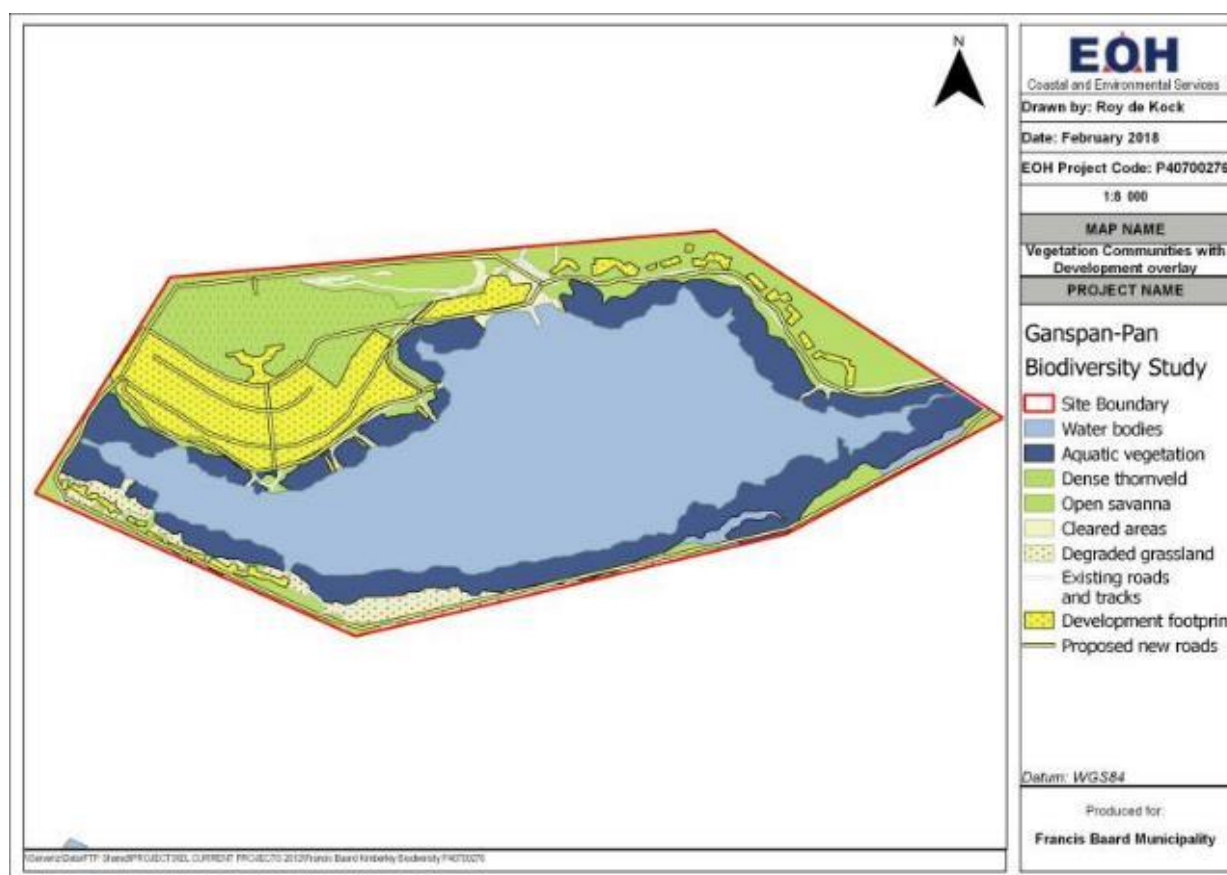 N
EOH
Coastal and Environmental Services
Drawn by: Roy de Kock
Date: February 2018
EOH Project Code: P40700276
1:8 000
MAP NAME
Vegetation Communities with
Development overlay
PROJECT NAME
Ganspan-Pan
Biodiversity Study
Site Boundary
Water bodies
Aquatic vegetation
Dense thornveld
Open savanna
Cleared areas
Degraded grassland
Existing roads
and tracks
Development footprin
Proposed new roads
Datum: WGS84
Produced for:
Francis Baard Municipality